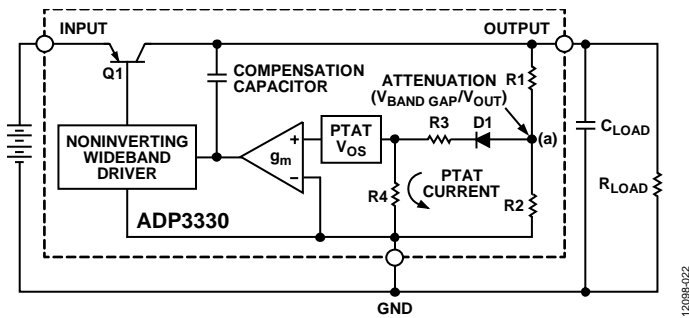 INPUT
OUTPUT
Q1
COMPENSATION
CAPACITOR
ATTENUATION
(VBAND GAP/VOUT)
R1
R3
D1
(a)
PTAT
VOS
NONINVERTING
WIDEBAND
DRIVER
gm
+
–
R4
PTAT
CURRENT
R2
CLOAD
RLOAD
ADP3330
GND
12098-022